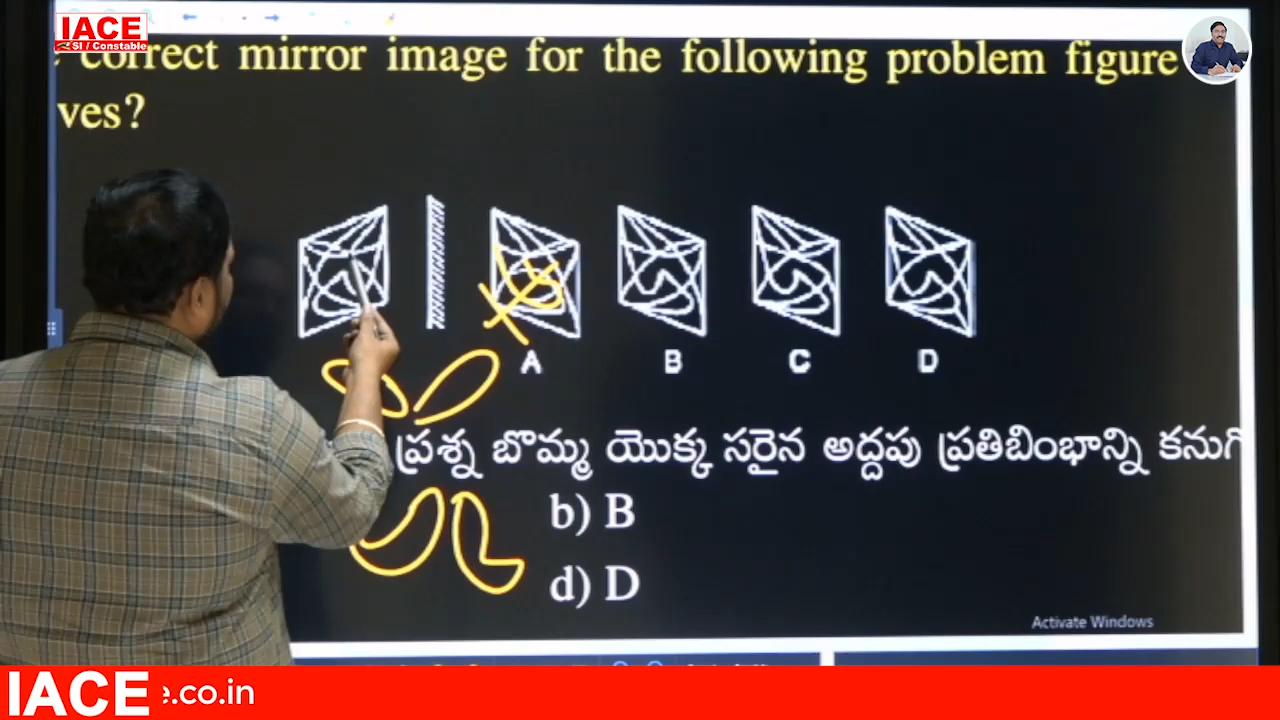 IACE
SI / Constable
correct mirror image for the following problem figure
ves?
A B C D
ప్రశ్న బొమ్మ యొక్క సరైన అద్దపు ప్రతిబింభాన్ని కనుగొ
b) B
d) D
Activate Windows
IACE e.co.in